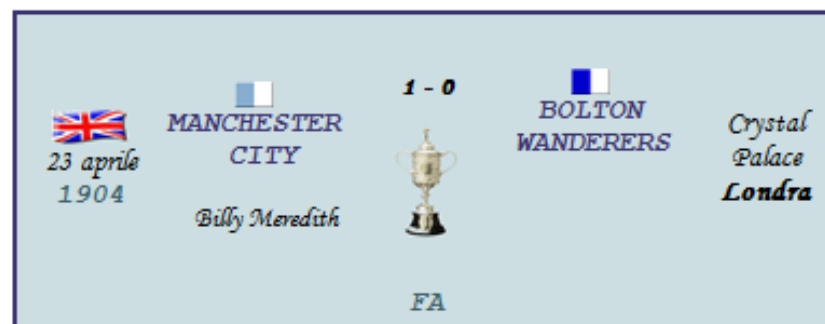 23 aprile
1904
MANCHESTER
CITY
Billy Meredith
1 - 0
FA
BOLTON
WANDERERS
Crystal
Palace
Londra